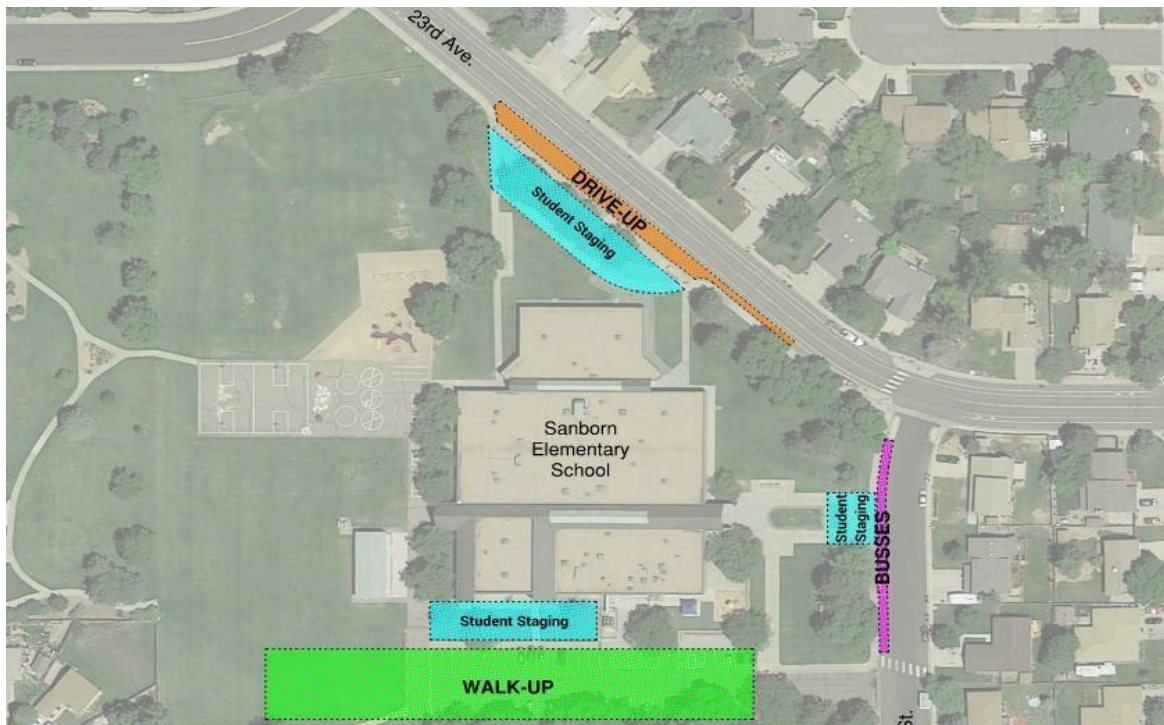 23rd Ave.
DRIVE-UP
Student Staging
Sanborn
Elementary
School
Student
Staging
BUSSES
Student Staging
WALK-UP
St.